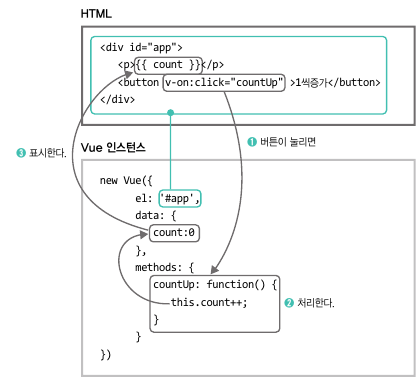 HTML
<div id="app">
<p>{{ count }}</p>
<button v-on:click="countUp" >1씩증가</button>
</div>
❶ 버튼이 눌리면
❸ 표시한다.
Vue 인스턴스
new Vue({
el: '#app',
data: {
count:0
},
methods: {
countUp: function() {
this.count++;
❷ 처리한다.
}
}
})